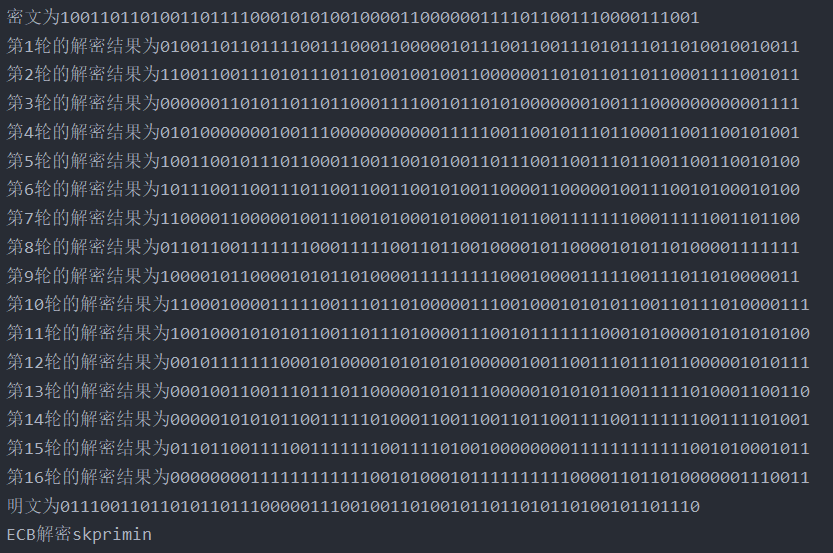 密文为1001101101001101111000101010010000110000001111011001110000111001
第1轮的解密结果为0100110110111100111000110000010111001100111010111011010010010011
第2轮的解密结果为1100110011101011101101001001001100000011010110110110001111001011
第3轮的解密结果为0000001101011011011000111100101101010000000100111000000000001111
第4轮的解密结果为0101000000010011100000000000111110011001011101100011001100101001
第5轮的解密结果为1001100101110110001100110010100110111001100111011001100110010100
第6轮的解密结果为1011100110011101100110011001010011000011000001001110010100010100
第7轮的解密结果为1100001100000100111001010001010001101100111111100011111001101100
第8轮的解密结果为0110110011111110001111100110110010000101100001010110100001111111
第9轮的解密结果为1000010110000101011010000111111111000100001111100111011010000011
第10轮的解密结果为1100010000111110011101101000001110010001010101100110111010000111
第11轮的解密结果为1001000101010110011011101000011100101111111000101000010101010100
第12轮的解密结果为0010111111100010100001010101010000010011001110111011000001010111
第13轮的解密结果为0001001100111011101100000101011100000101010110011111010001100110
第14轮的解密结果为0000010101011001111101000110011001101100111100111111100111101001
第15轮的解密结果为0110110011110011111110011110100100000000111111111111001010001011
第16轮的解密结果为0000000011111111111100101000101111111111000011011010000001110011
明文为0111001101101011011100000111001001101001011011010110100101101110
ECB解密skprimin